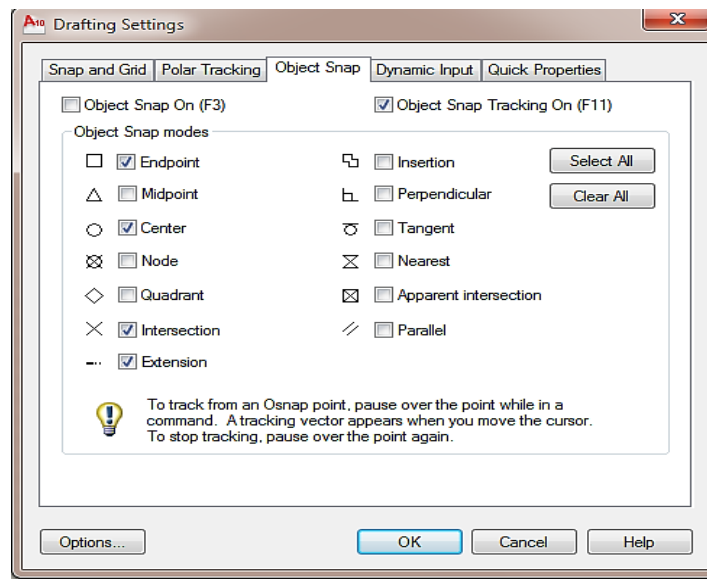 A10 Drafting Settings x
Snap and Grid Polar Tracking Object Snap Dynamic Input Quick Properties
Object Snap On (F3) Object Snap Tracking On (F11)
Object Snap modes
Endpoint Insertion Select All
Midpoint Perpendicular Clear All
Center Tangent
Node Nearest
Quadrant Apparent intersection
Intersection Parallel
Extension
To track from an Osnap point, pause over the point while in a
command. A tracking vector appears when you move the cursor.
To stop tracking, pause over the point again.
Options... OK Cancel Help